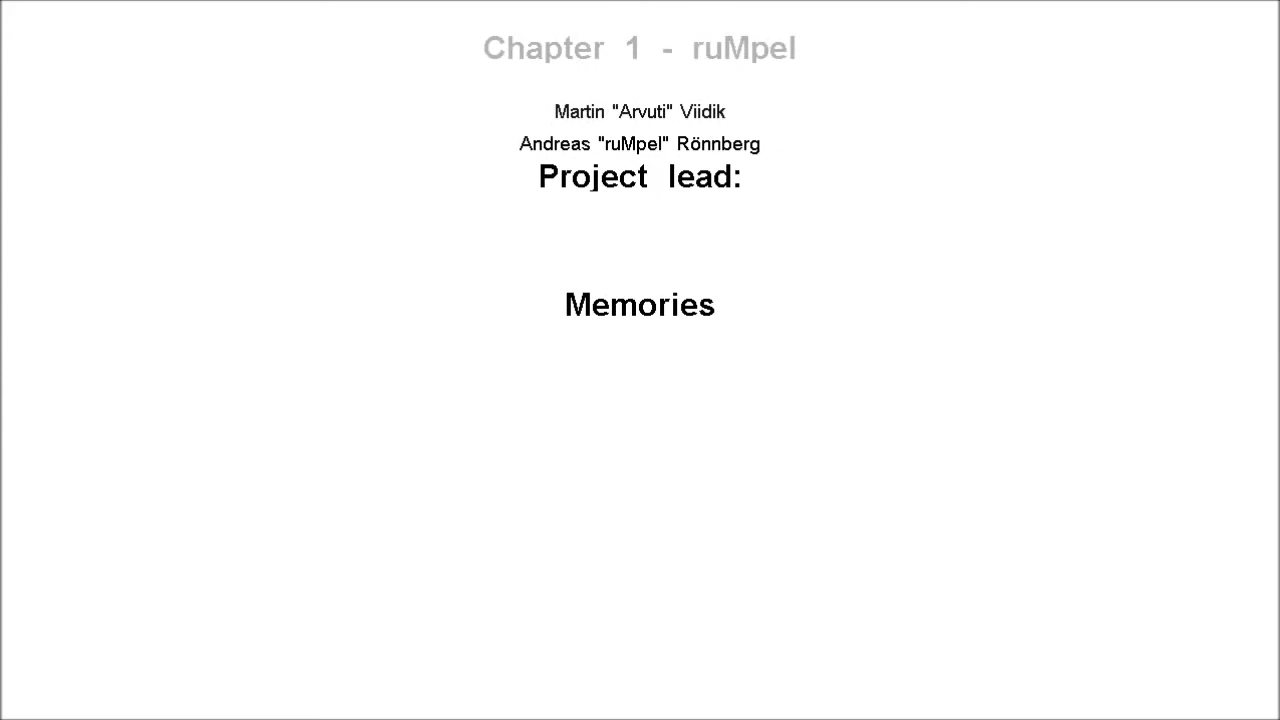 Chapter 1 - ruMpel
Martin "Arvuti" Viidik
Andreas "ruMpel" Rönnberg
Project lead:
Memories